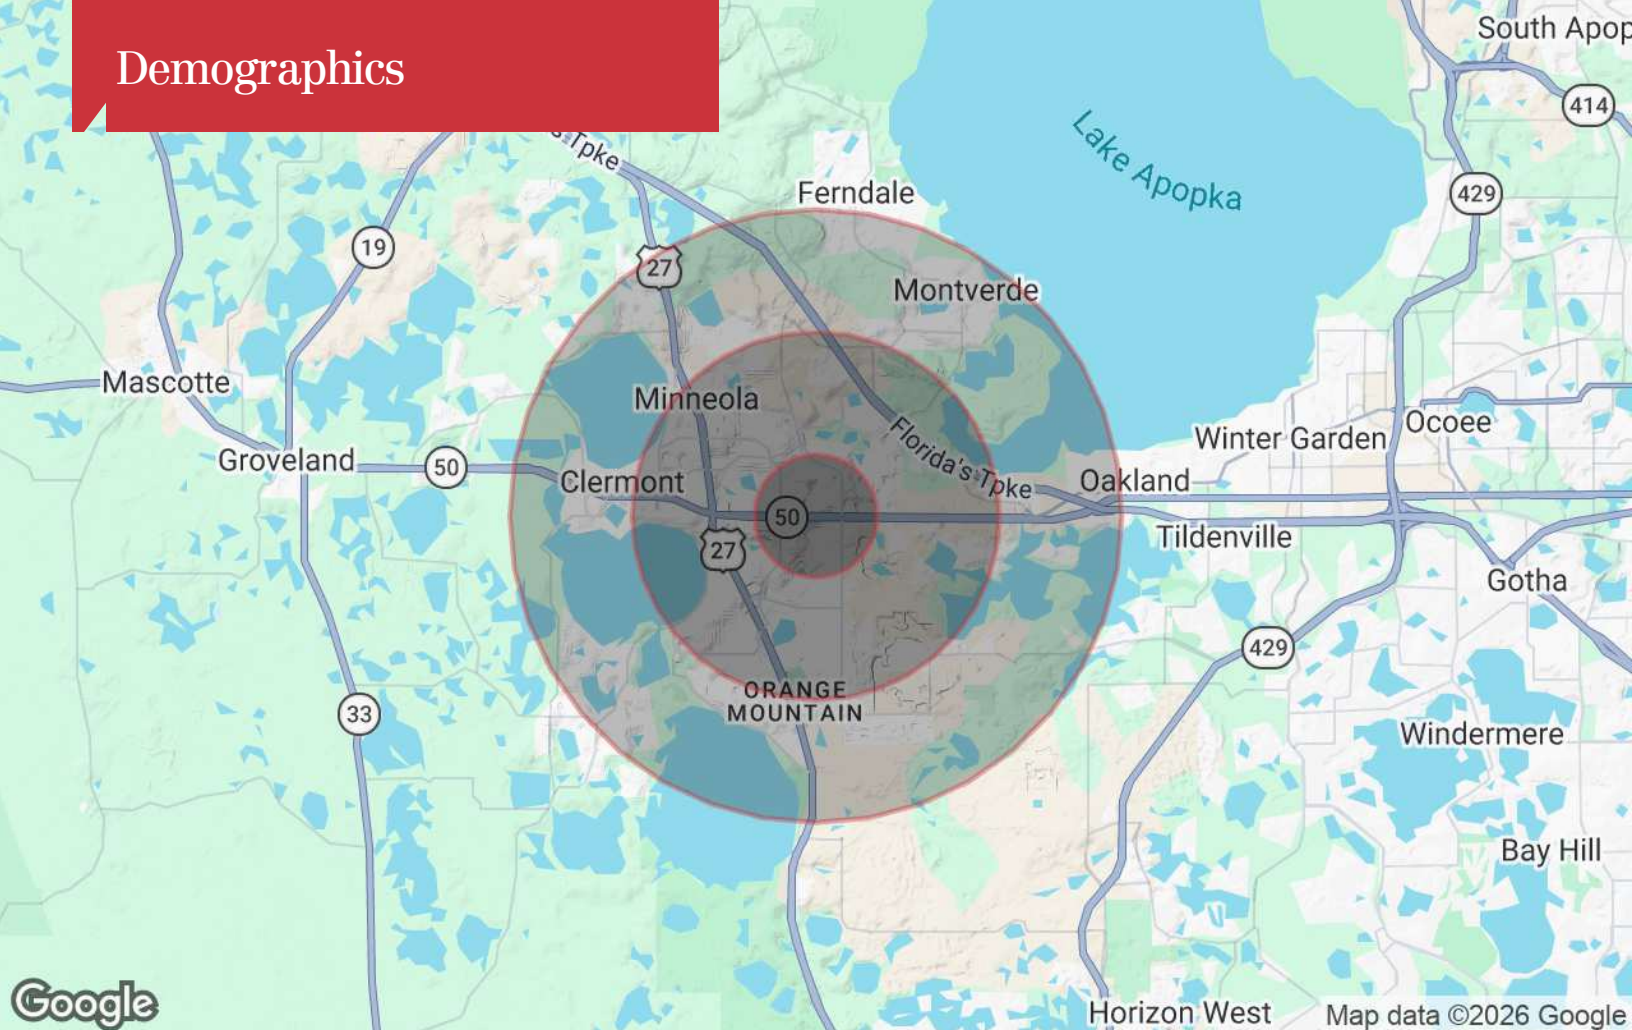 Demographics
South Apop
414
s Tpke
Lake Apopka
Ferndale
429
19
27
Montverde
Mascotte
Minneola
Florida's Tpke
Ocoee
Winter Garden
Groveland
50
Clermont
Oakland
50
27
Tildenville
Gotha
429
ORANGE
MOUNTAIN
33
Windermere
Bay Hill
Google
Horizon West
Map data ©2026 Google